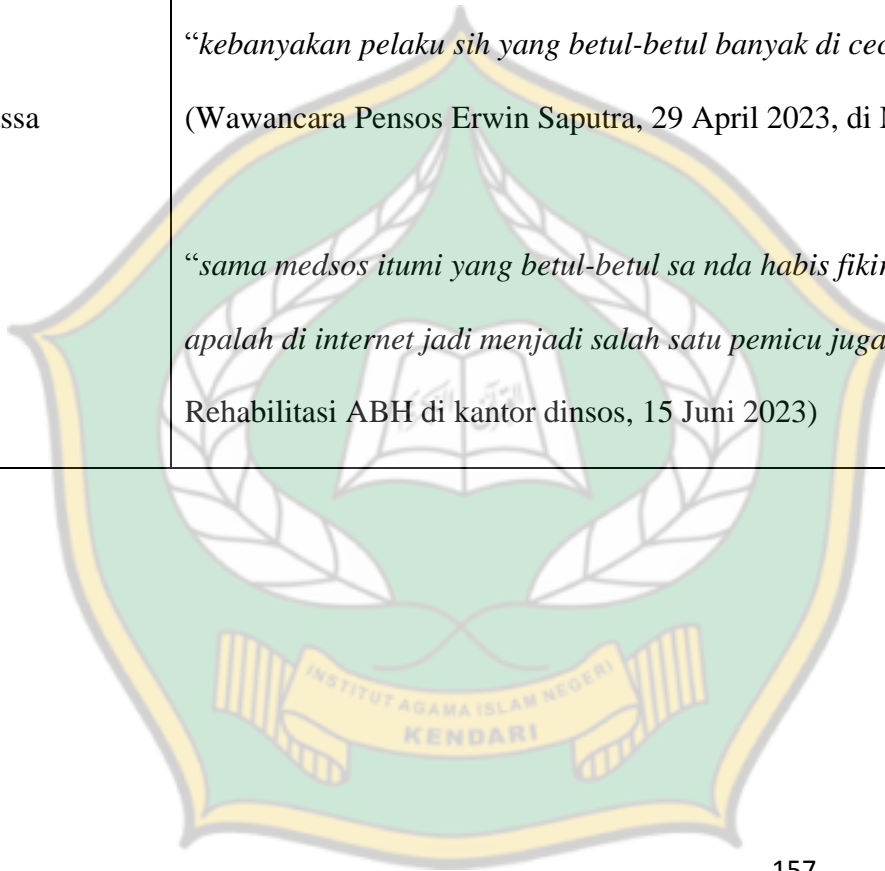 “kebanyakan pelaku sih yang betul-betul banyak di
ssa
(Wawancara Pensos Erwin Saputra, 29 April 2023, di
“sama medsos itumi yang betul-betul sa nda habis
apalah di internet jadi menjadi salah satu pemicu juga
Rehabilitasi ABH di kantor dinsos, 15 Juni 2023)
INSTITUT AGAMA ISLAM NEGERI
KENDARI
157